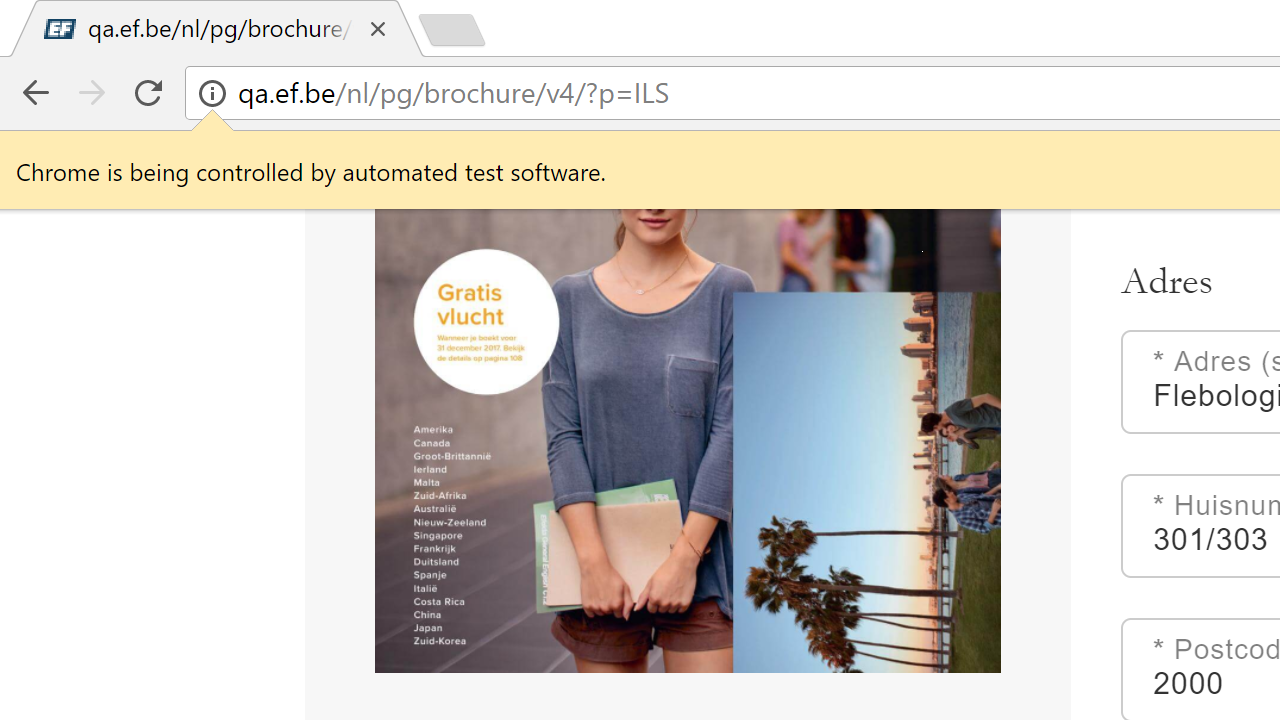 EF qa.ef.be/nl/pg/brochure/
qa.ef.be/nl/pg/brochure/v4/?p=ILS
Chrome is being controlled by automated test software.
Gratis
vlucht
Wanneer je boekt voor
31 december 2017. Bekijk
de details op pagina 108
Amerika
Canada
Groot-Brittannië
Ierland
Malta
Zuid-Afrika
Australië
Nieuw-Zeeland
Singapore
Frankrijk
Duitsland
Spanje
Italië
Costa Rica
China
Japan
Zuid-Korea
Adres
* Adres (s
Flebologi
* Huisnum
301/303
* Postcod
2000